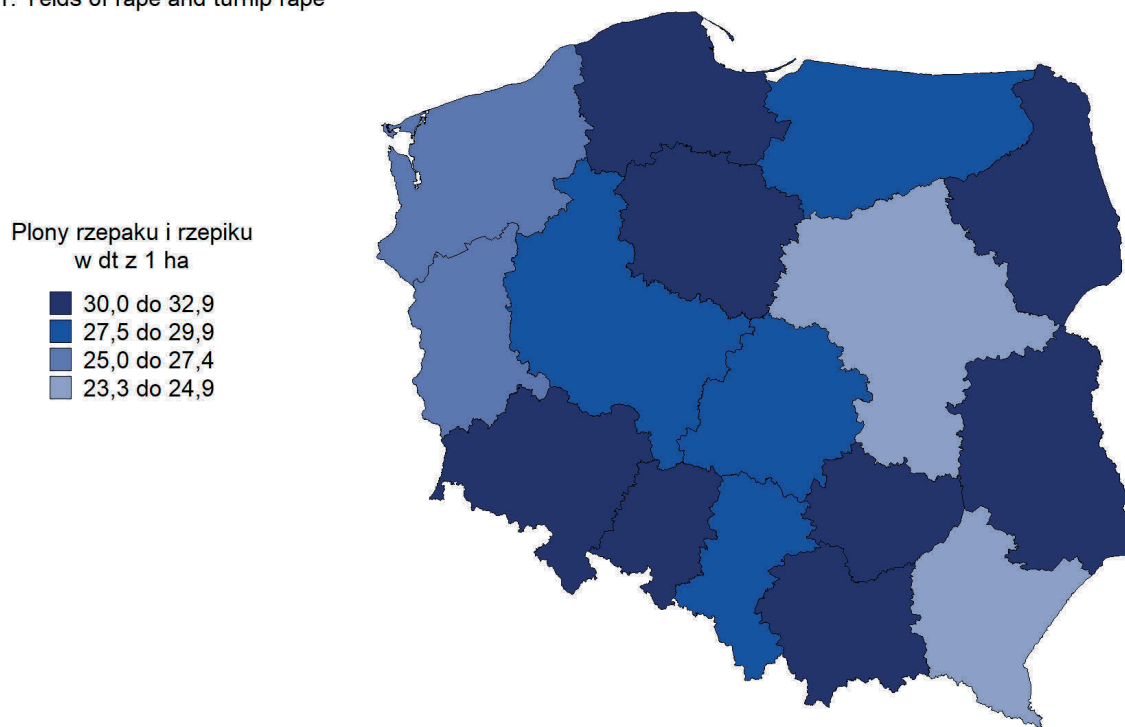 Plony rzepaku i rzepiku
w dt z 1 ha
30,0 do 32,9
27,5 do 29,9
25,0 do 27,4
23,3 do 24,9